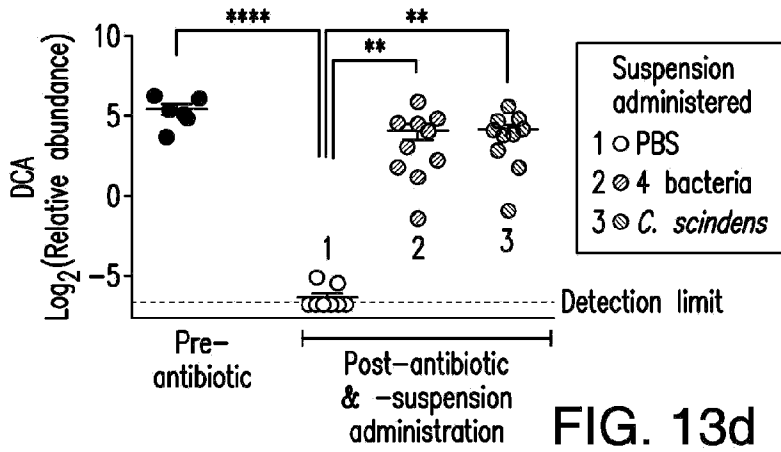 ****
**
**
10
5
0
-5
DCA
Log2(Relative abundance)
1
2
3
Detection limit
Pre-
antibiotic
Post-antibiotic
& -suspension
administration
Suspension
administered
1 PBS
2 4 bacteria
3 C. scindens
FIG. 13d